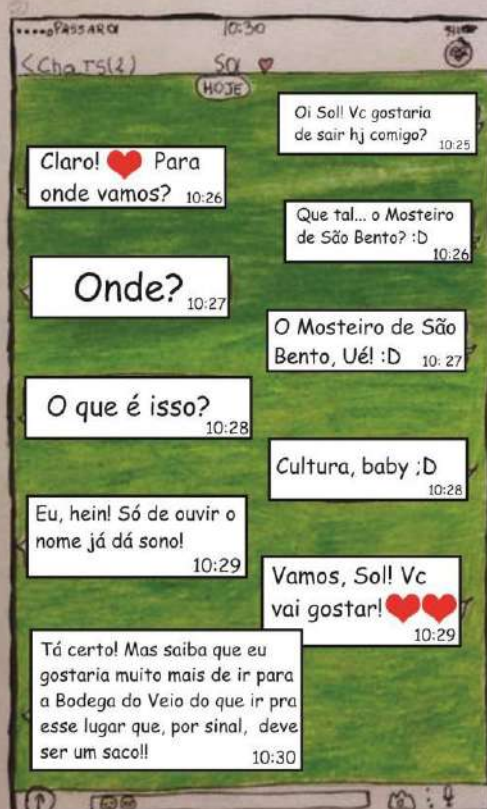 PASSARO
10:30
<Chats(2)
Sol
HOJE
Oi Sol! Vc gostaria
de sair hj comigo?
10:25
Claro! ❤ Para
onde vamos? 10:26
Que tal... o Mosteiro
de São Bento? :D
10:26
Onde?
10:27
O Mosteiro de São
Bento, Ué! :D 10:27
O que é isso?
10:28
Cultura, baby ;D
10:28
Eu, hein! Só de ouvir o
nome já dá sono!
10:29
Vamos, Sol! Vc
vai gostar! ❤❤
10:29
Tá certo! Mas saiba que eu
gostaria muito mais de ir para
a Bodega do Veio do que ir pra
esse lugar que, por sinal, deve
ser um saco!!
10:30